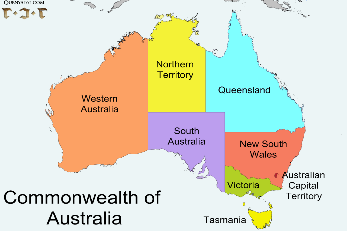 Northern
Territory
Western
Australia
Queensland
South
Australia
New South
Wales
Victoria
Australian
Capital
Territory
Tasmania
Commonwealth of
Australia